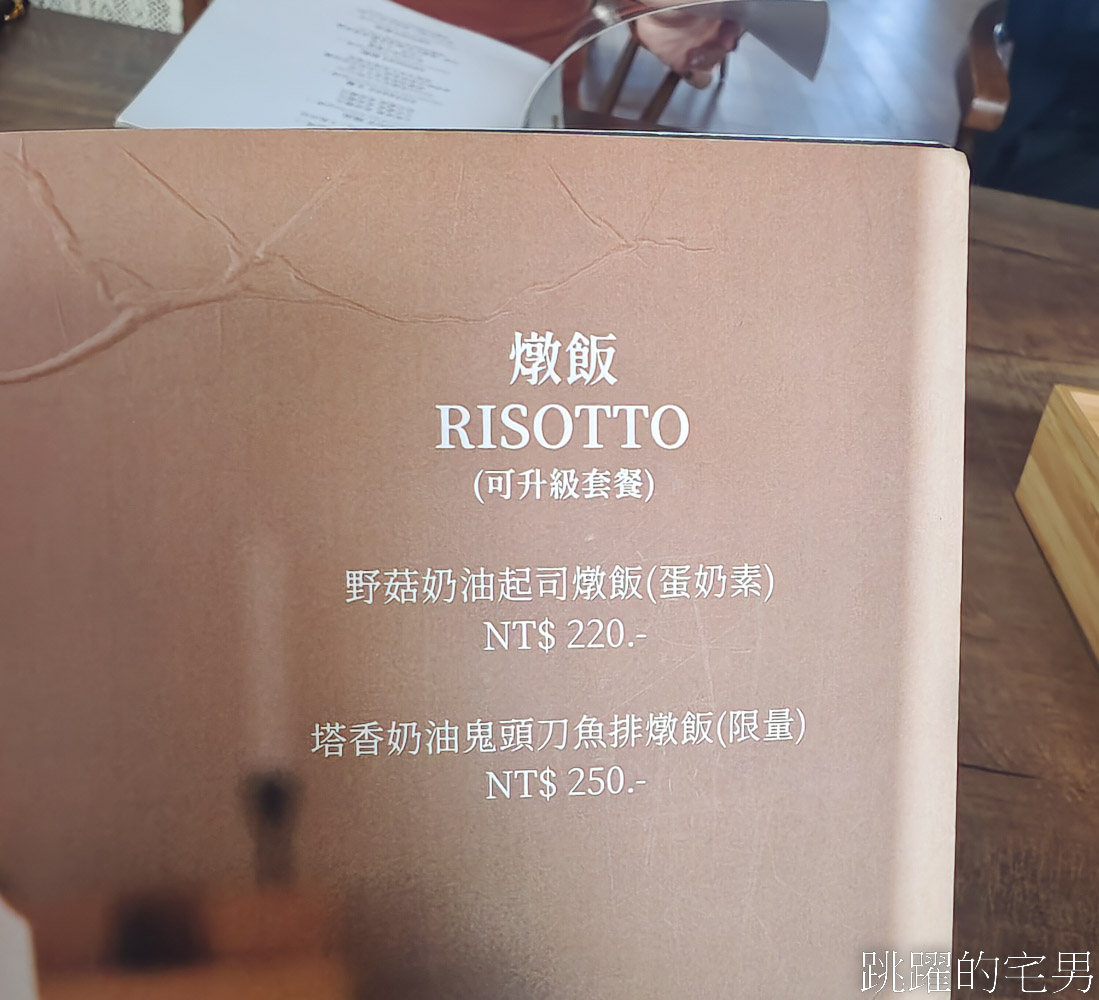 燉飯
RISOTTO
(可升級套餐)
野菇奶油起司燉飯(蛋奶素)
NT$ 220.-
塔香奶油鬼頭刀魚排燉飯(限量)
NT$ 250.-
跳躍的宅男